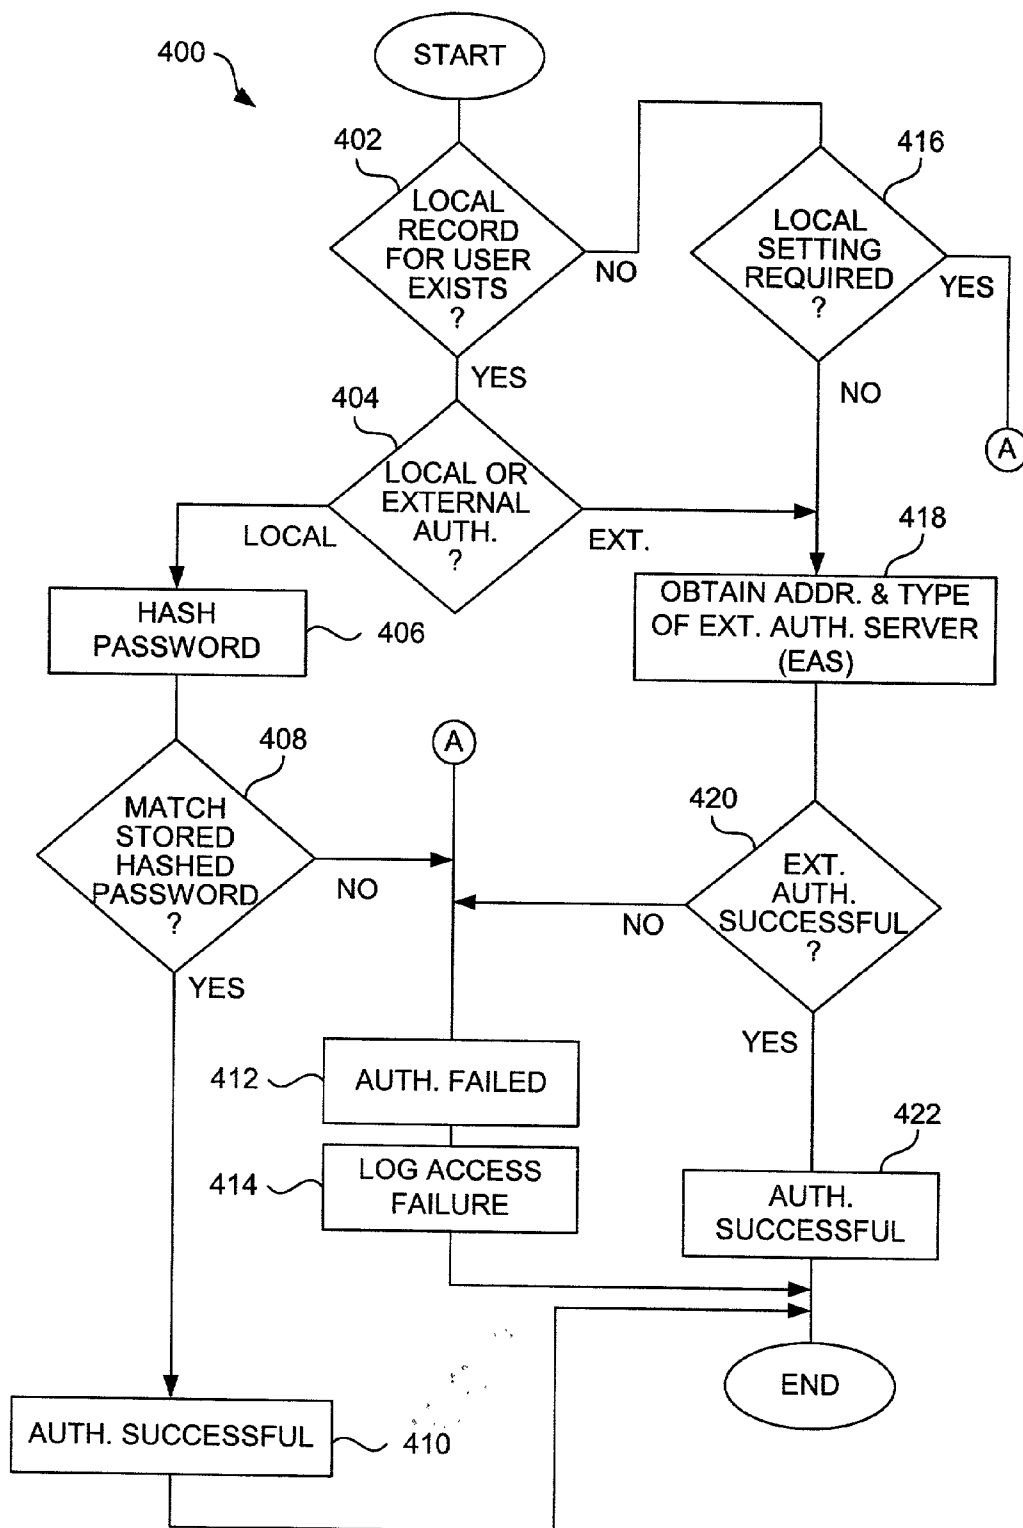 400
START
402
LOCAL
RECORD
FOR USER
EXISTS
?
NO
YES
416
LOCAL
SETTING
REQUIRED
?
YES
NO
A
404
LOCAL OR
EXTERNAL
AUTH.
?
LOCAL
EXT.
418
OBTAIN ADDR. & TYPE
OF EXT. AUTH. SERVER
(EAS)
HASH
PASSWORD
406
408
MATCH
STORED
HASHED
PASSWORD
?
NO
YES
A
420
EXT.
AUTH.
SUCCESSFUL
?
NO
YES
412
AUTH. FAILED
414
LOG ACCESS
FAILURE
422
AUTH.
SUCCESSFUL
END
AUTH. SUCCESSFUL
410